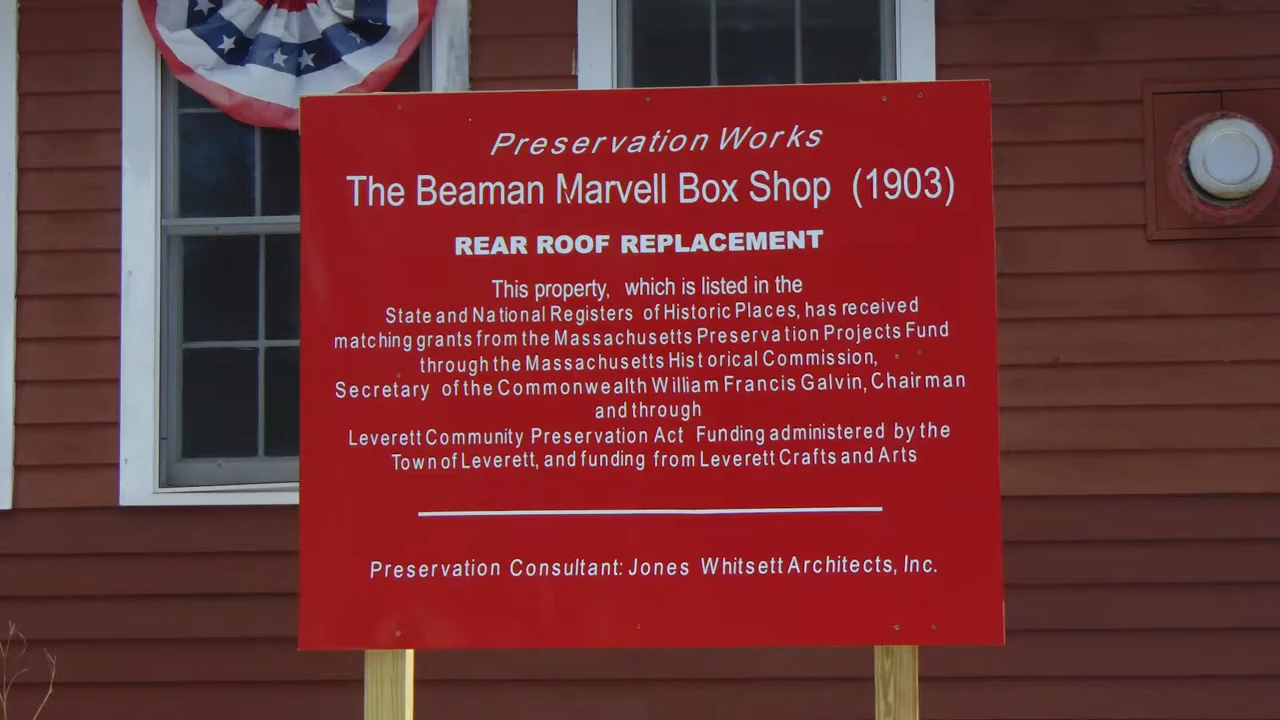 Preservation Works
The Beaman Marvell Box Shop (1903)
REAR ROOF REPLACEMENT
This property, which is listed in the
State and National Registers of Historic Places, has received
matching grants from the Massachusetts Preservation Projects Fund
through the Massachusetts Historical Commission,
Secretary of the Commonwealth William Francis Galvin, Chairman
and through
Leverett Community Preservation Act Funding administered by the
Town of Leverett, and funding from Leverett Crafts and Arts
Preservation Consultant: Jones Whitsett Architects, Inc.